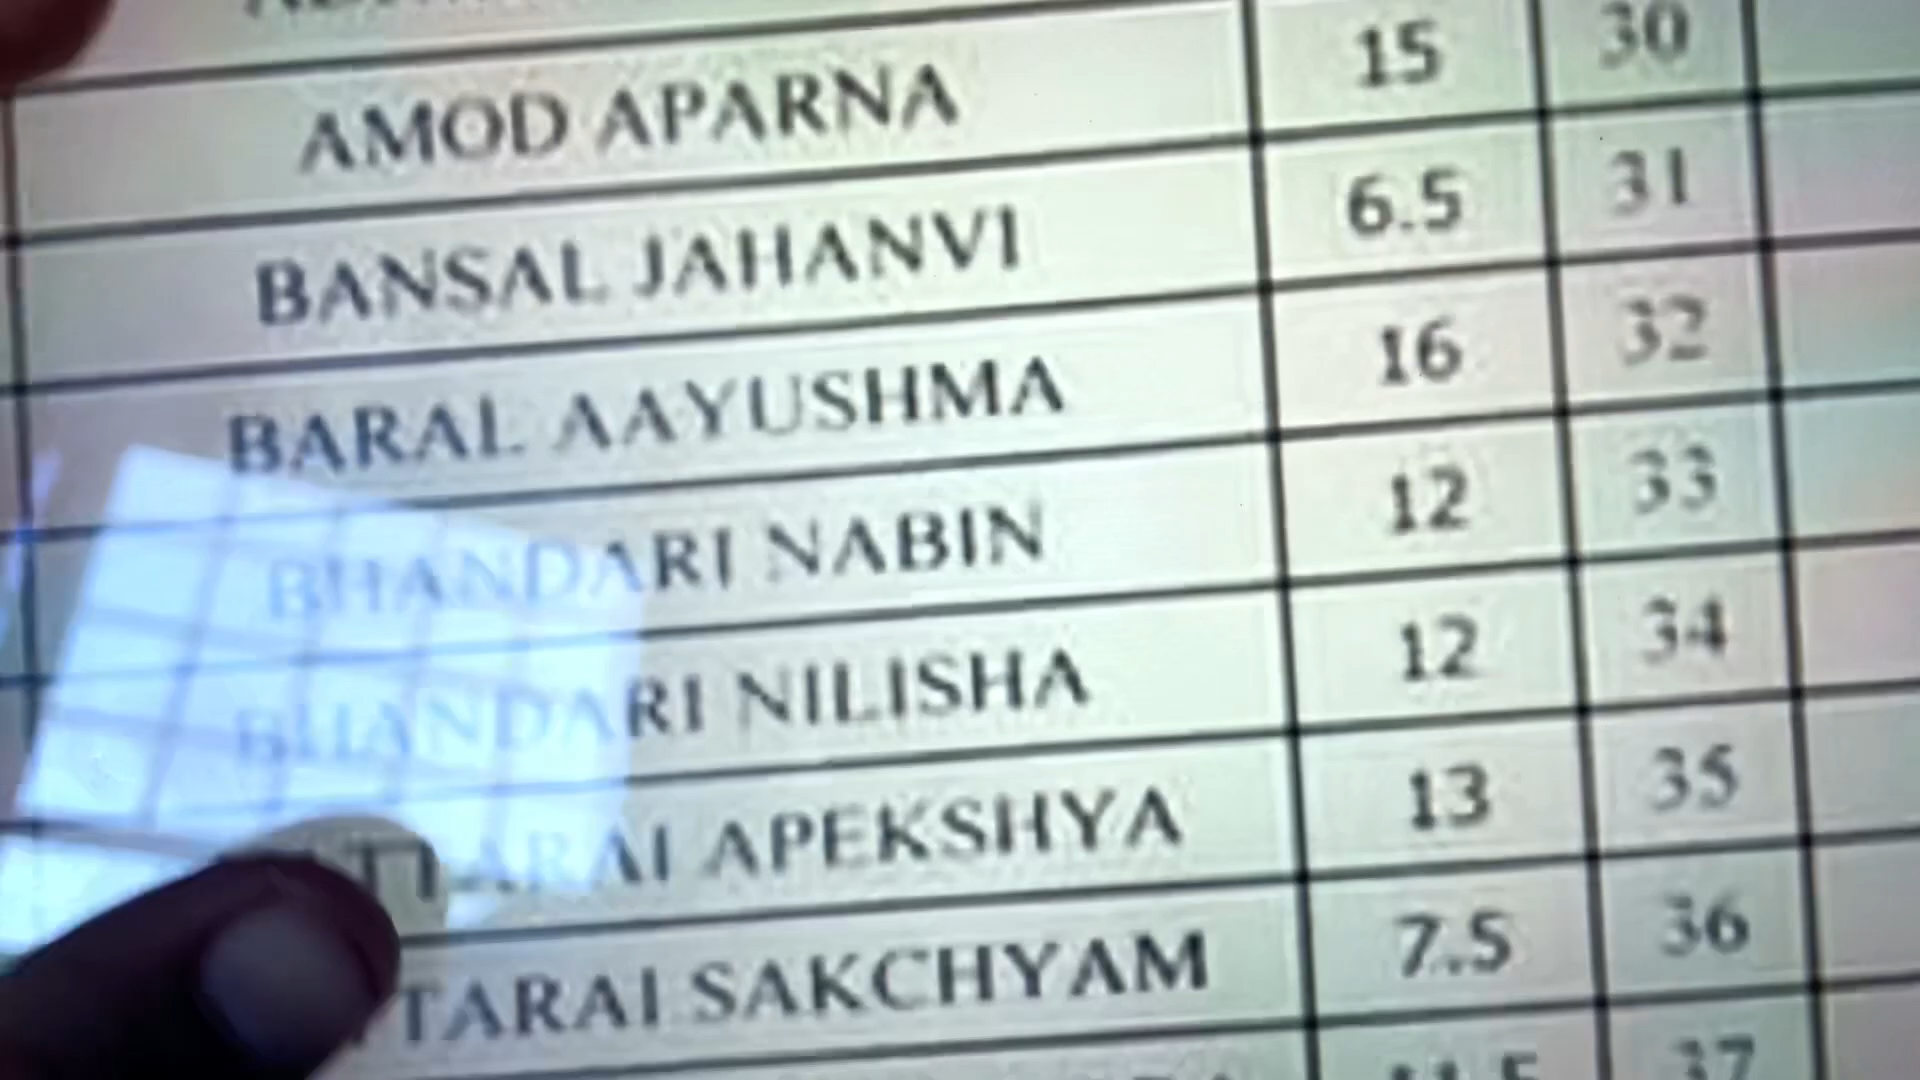 AMOD APARNA 15 30
BANSAL JAHANVI 6.5 31
BARAL AAYUSHMA 16 32
BHANDARI NABIN 12 33
BHANDARI NILISHA 12 34
APEKSHYA 13 35
SAKCHYAM 7.5 36
37